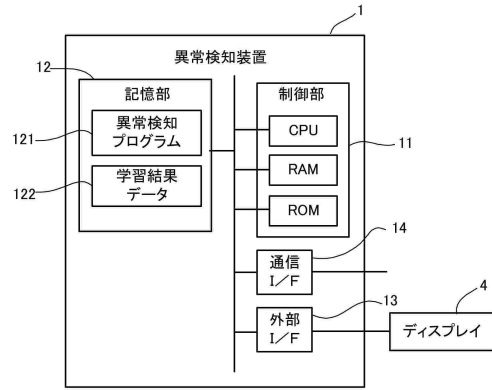 1
異常検知装置
12
記憶部
121
異常検知
プログラム
122
学習結果
データ
制御部
CPU
RAM
ROM
11
14
通信
I/F
13
外部
I/F
4
ディスプレイ